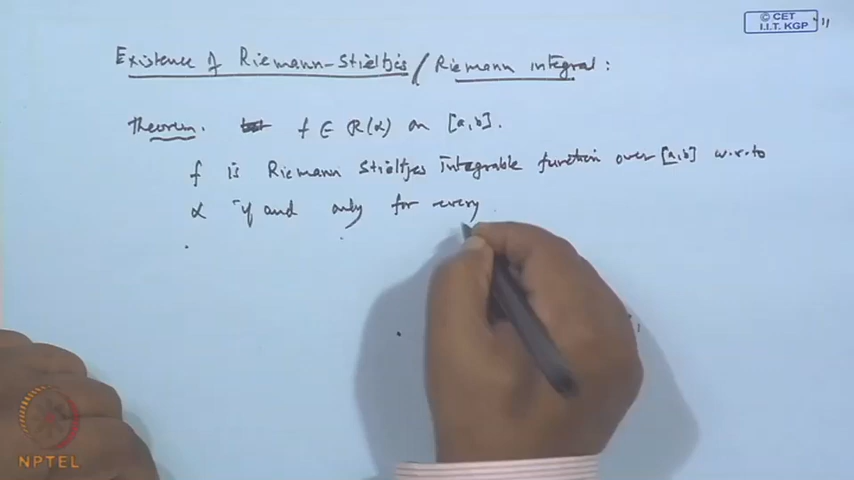 © CET
I.I.T. KGP
Existence of Riemann-Stieltjes / Riemann integral :
Theorem. f ∈ R(α) on [a,b].
f is Riemann Stieltjes Integrable function over [a,b] w.r.to
α if and only for every
NPTEL